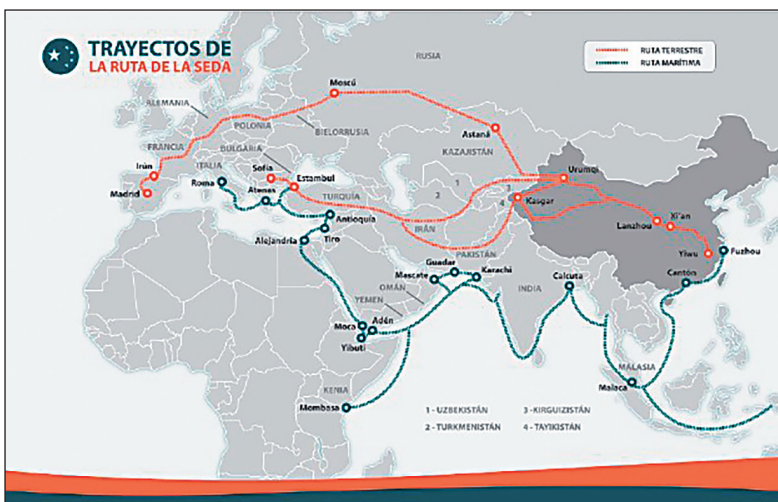 TRAYECTOS DE
LA RUTA DE LA SEDA
RUTA TERRESTRE
RUTA MARÍTIMA
RUSIA
Moscú
ALEMANIA
POLONIA
BIELORRUSIA
Astaná
KAZAJISTÁN
FRANCIA
BULGARIA
Irún
ITALIA
Sofia
Estambul
Urumqi
Madrid
Roma
Atenas
TURQUÍA
1
2
3
4
Kasgar
Antioquía
IRÁN
Xi'an
Lanzhou
Alejandría
Tiro
PAKISTÁN
Yiwu
Fuzhou
Guadar
Mascate
Karachi
Calcuta
Cantón
OMÁN
INDIA
YEMEN
Adén
Moca
Yibuti
MALASIA
KENIA
Malaca
Mombasa
1 - UZBEKISTÁN
3 - KIRGUIZISTÁN
2 - TURKMENISTÁN
4 - TAYIKISTÁN